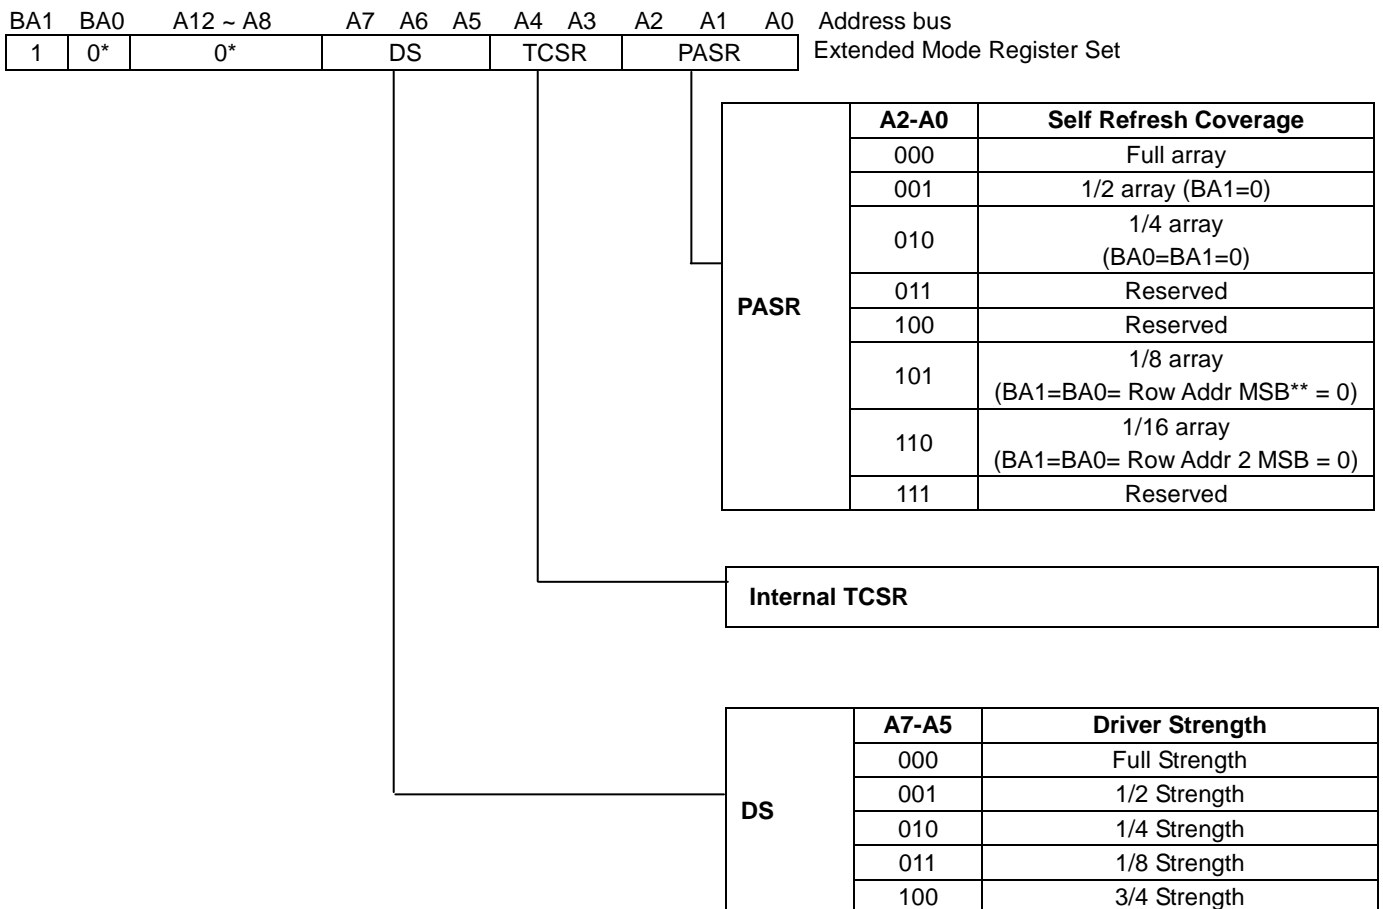 BA1 BA0 A12 ~ A8 A7 A6 A5 A4 A3 A2 A1 A0 Address bus
1 0* 0* DS TCSR PASR Extended Mode Register Set
PASR
A2-A0 Self Refresh Coverage
000 Full array
001 1/2 array (BA1=0)
010 1/4 array
(BA0=BA1=0)
011 Reserved
100 Reserved
101 1/8 array
(BA1=BA0= Row Addr MSB** = 0)
110 1/16 array
(BA1=BA0= Row Addr 2 MSB = 0)
111 Reserved
Internal TCSR
DS
A7-A5 Driver Strength
000 Full Strength
001 1/2 Strength
010 1/4 Strength
011 1/8 Strength
100 3/4 Strength